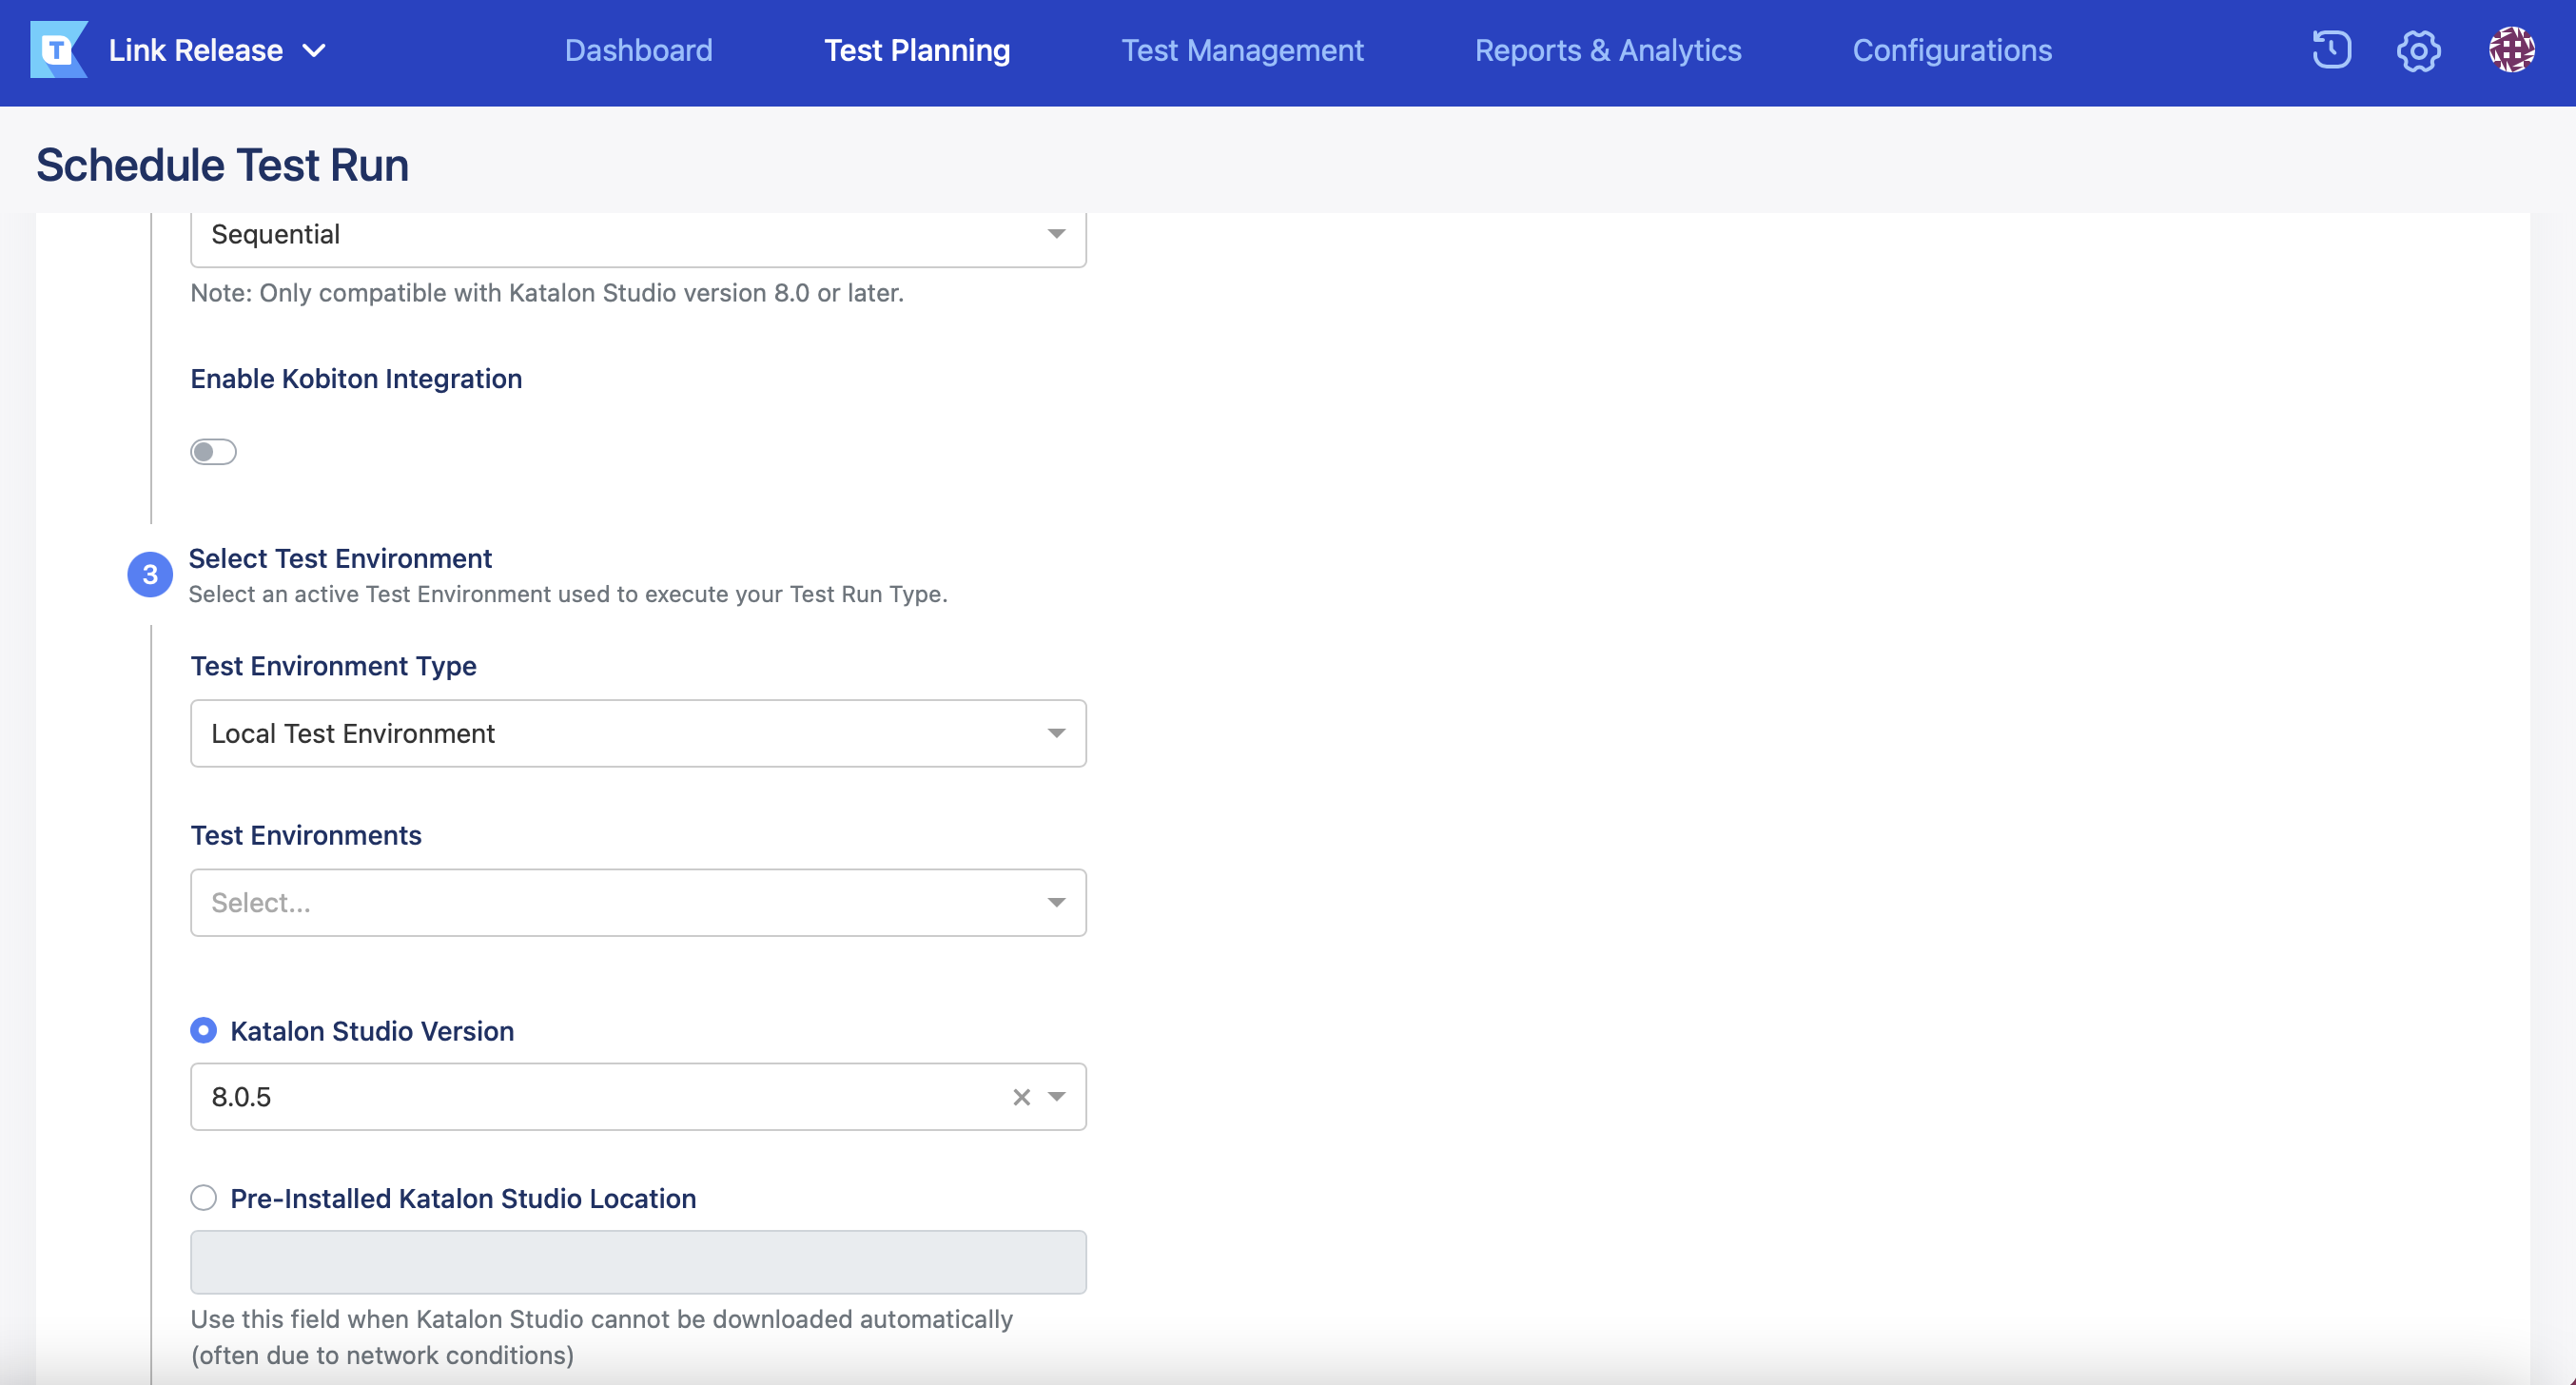 T
Link Release
Dashboard
Test Planning
Test Management
Reports & Analytics
Configurations
Schedule Test Run
Sequential
Note: Only compatible with Katalon Studio version 8.0 or later.
Enable Kobiton Integration
3
Select Test Environment
Select an active Test Environment used to execute your Test Run Type.
Test Environment Type
Local Test Environment
Test Environments
Select...
Katalon Studio Version
8.0.5
Pre-Installed Katalon Studio Location
Use this field when Katalon Studio cannot be downloaded automatically
(often due to network conditions)